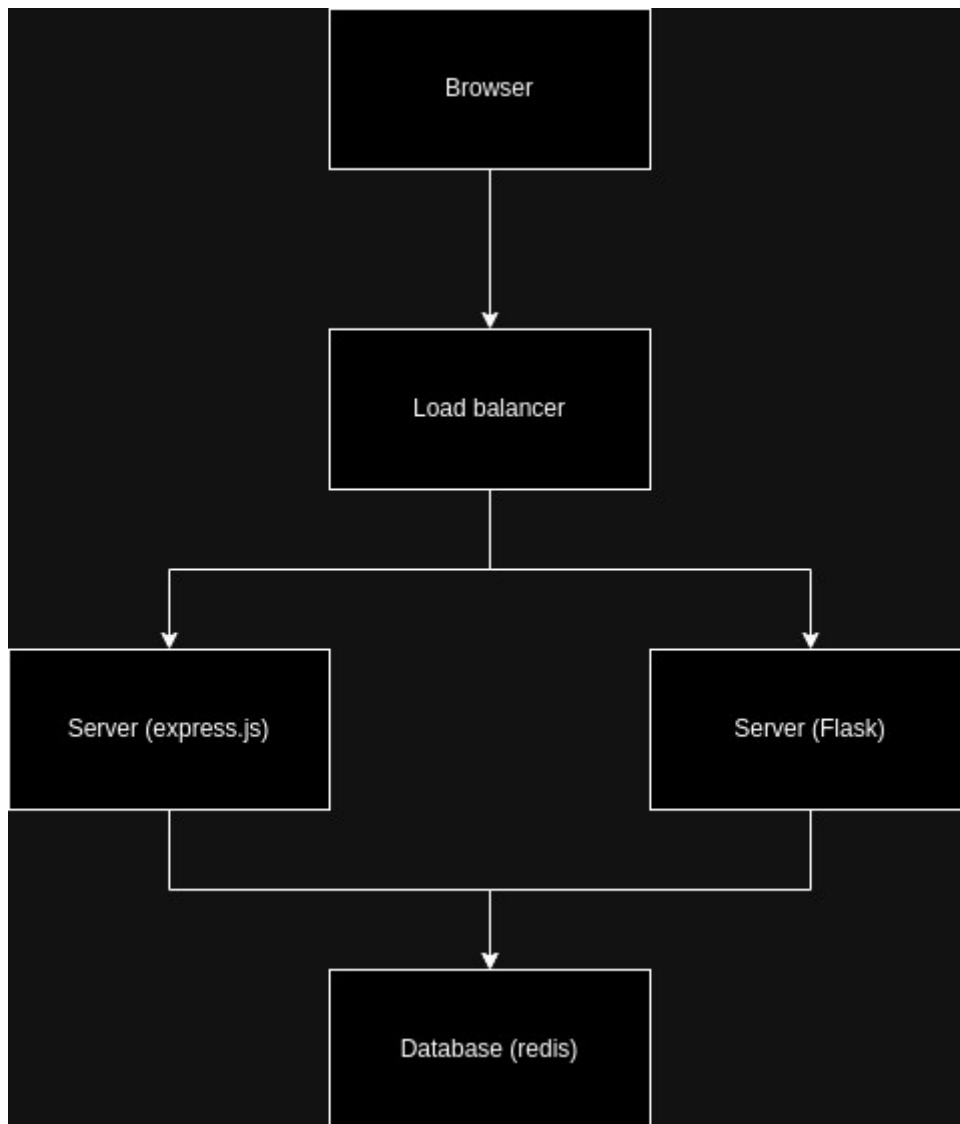 Browser
Load balancer
Server (express.js)
Server (Flask)
Database (redis)